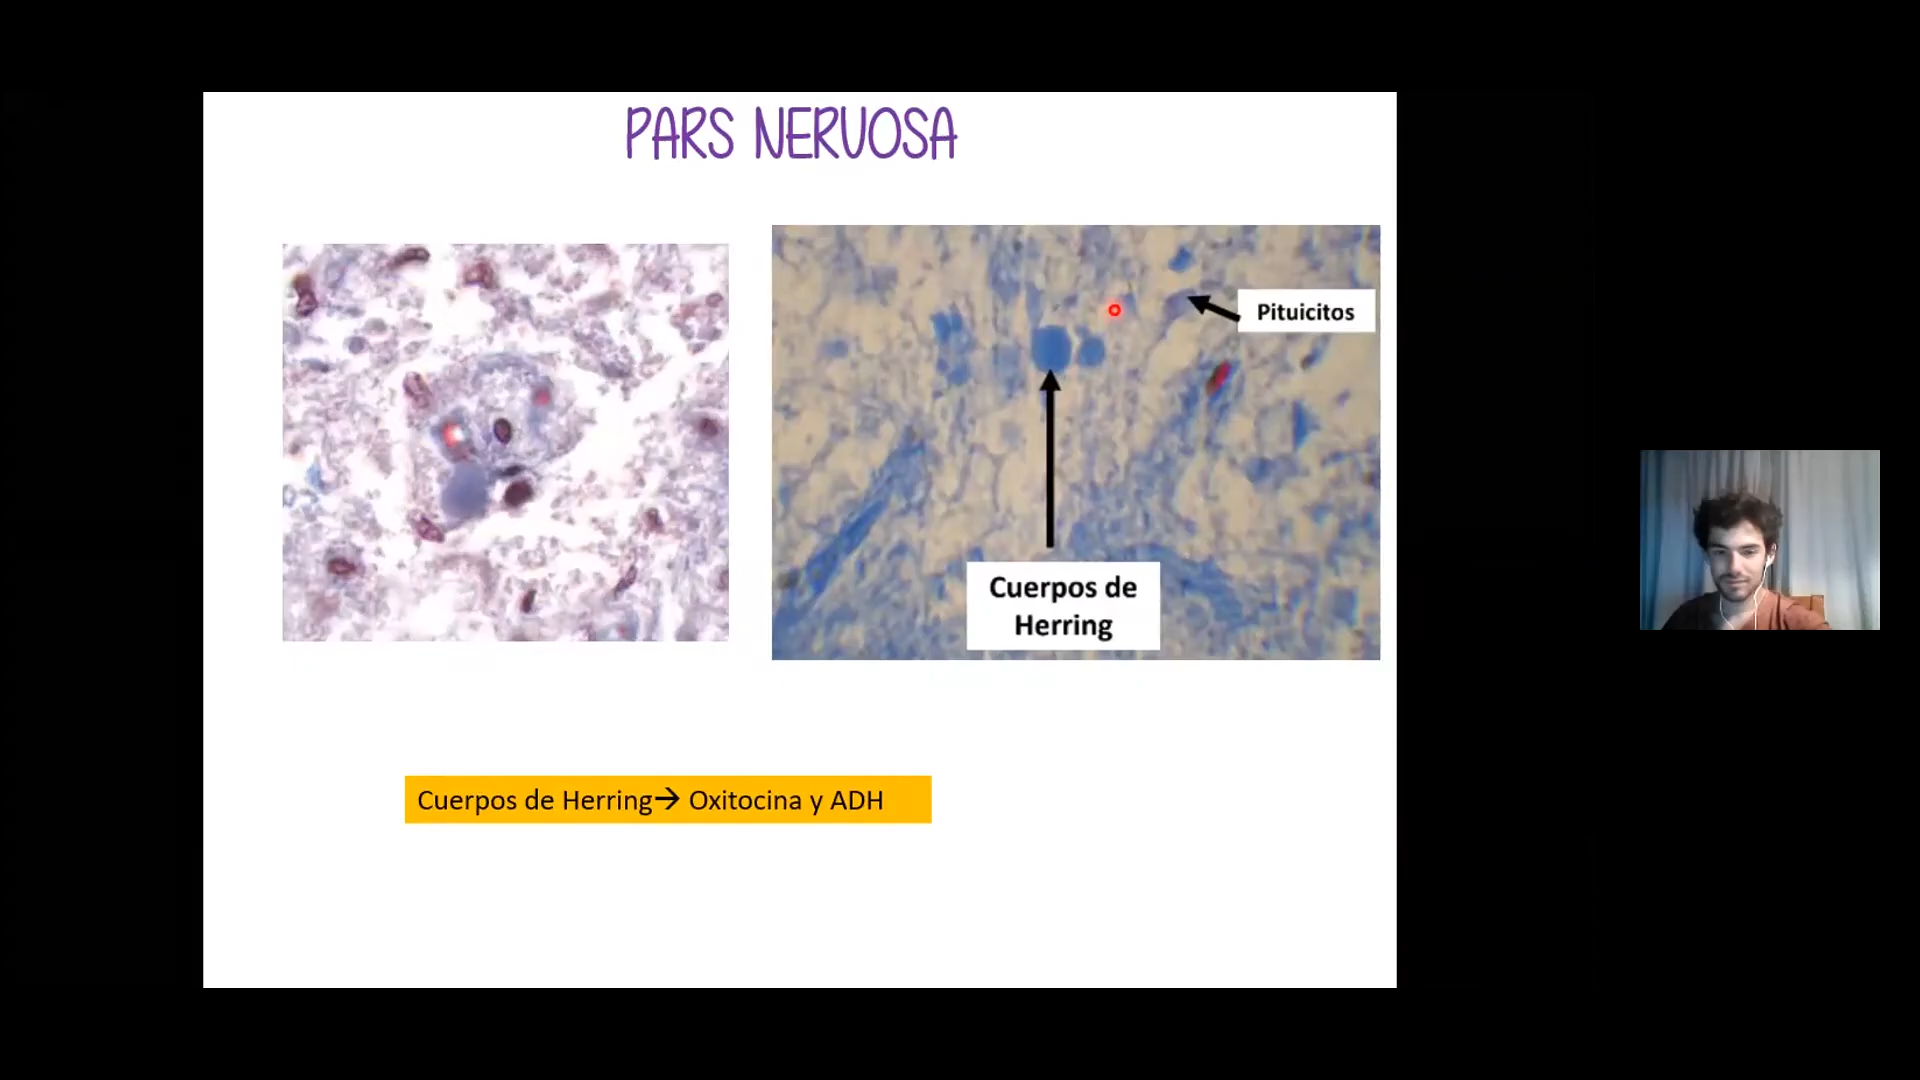 PARS NERVOSA
Pituicitos
Cuerpos de
Herring
Cuerpos de Herring→ Oxitocina y ADH